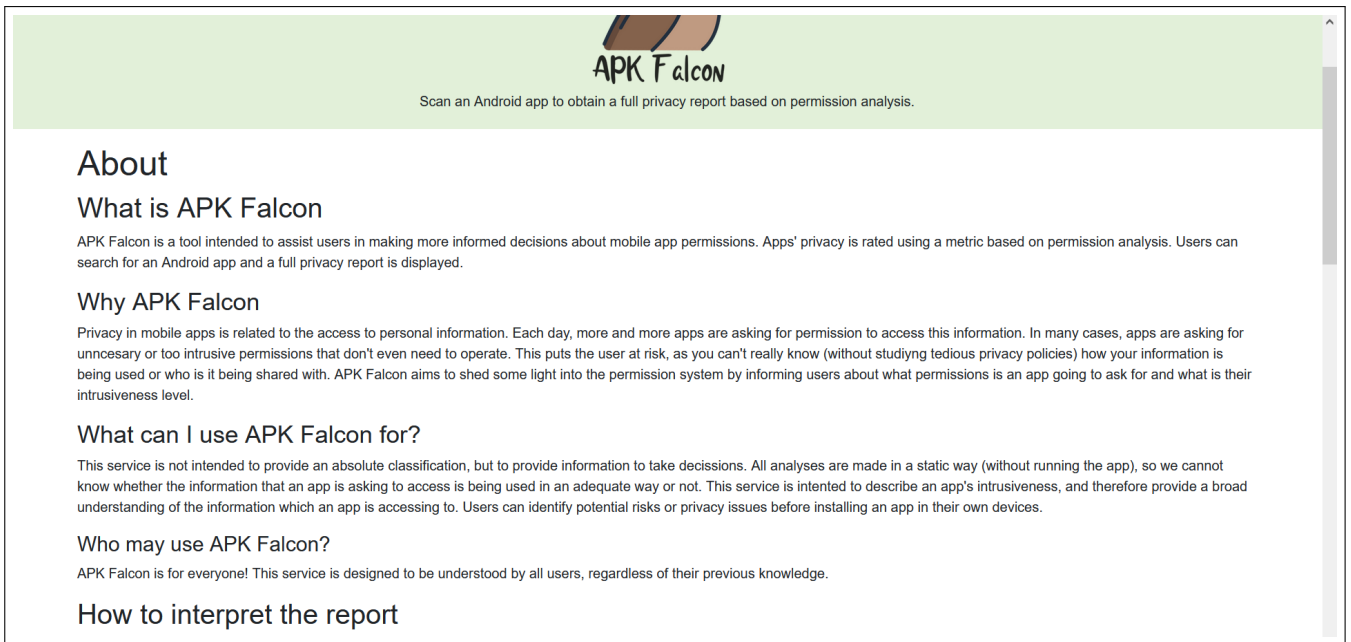 APK Falcon
Scan an Android app to obtain a full privacy report based on permission analysis.
About
What is APK Falcon
APK Falcon is a tool intended to assist users in making more informed decisions about mobile app permissions. Apps' privacy is rated using a metric based on permission analysis. Users can
search for an Android app and a full privacy report is displayed.
Why APK Falcon
Privacy in mobile apps is related to the access to personal information. Each day, more and more apps are asking for permission to access this information. In many cases, apps are asking for
unncesary or too intrusive permissions that don't even need to operate. This puts the user at risk, as you can't really know (without studiyng tedious privacy policies) how your information is
being used or who is it being shared with. APK Falcon aims to shed some light into the permission system by informing users about what permissions is an app going to ask for and what is their
intrusiveness level.
What can I use APK Falcon for?
This service is not intended to provide an absolute classification, but to provide information to take decissions. All analyses are made in a static way (without running the app), so we cannot
know whether the information that an app is asking to access is being used in an adequate way or not. This service is intented to describe an app's intrusiveness, and therefore provide a broad
understanding of the information which an app is accessing to. Users can identify potential risks or privacy issues before installing an app in their own devices.
Who may use APK Falcon?
APK Falcon is for everyone! This service is designed to be understood by all users, regardless of their previous knowledge.
How to interpret the report